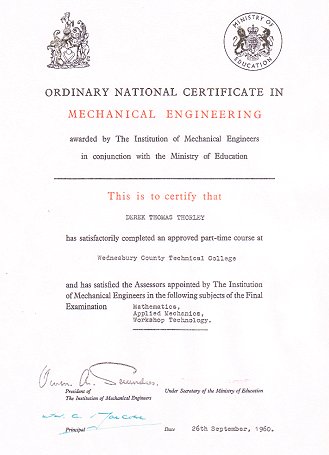 MINISTRY OF
EDUCATION
ORDINARY NATIONAL CERTIFICATE IN
MECHANICAL ENGINEERING
awarded by The Institution of Mechanical Engineers
in conjunction with the Ministry of Education
This is to certify that
DEREK THOMAS
has satisfactorily completed an approved part-time course at
Wednesbury County Technical College
and has satisfied the Assessors appointed by The Institution
of Mechanical Engineers in the following subjects of the Final
Examination Mathematics,
Applied Mechanics,
Workshop Technology.
Owen A. Saunders.
President of
The Institution of Mechanical Engineers
Under Secretary of the Ministry of Education
Principal
Date 26th September, 1960.